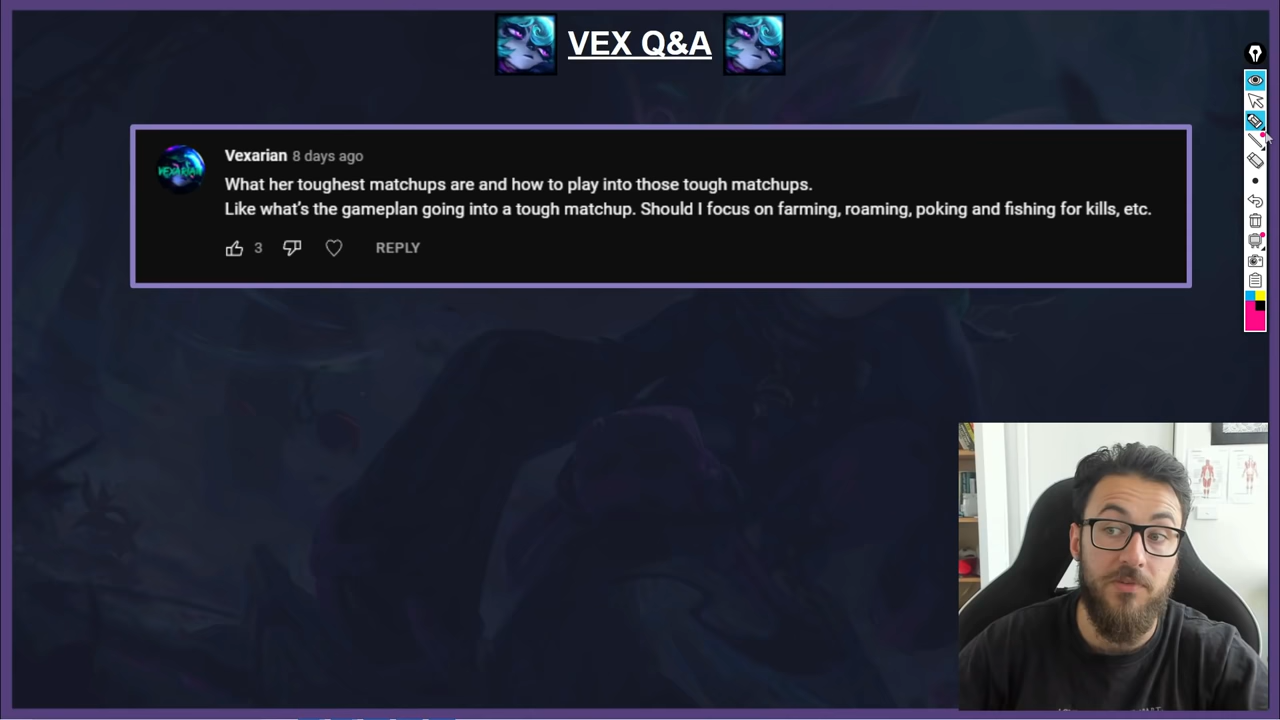 VEX Q&A
Vexarian 8 days ago
What her toughest matchups are and how to play into those tough matchups.
Like what's the gameplan going into a tough matchup. Should I focus on farming, roaming, poking and fishing for kills, etc.
3 REPLY